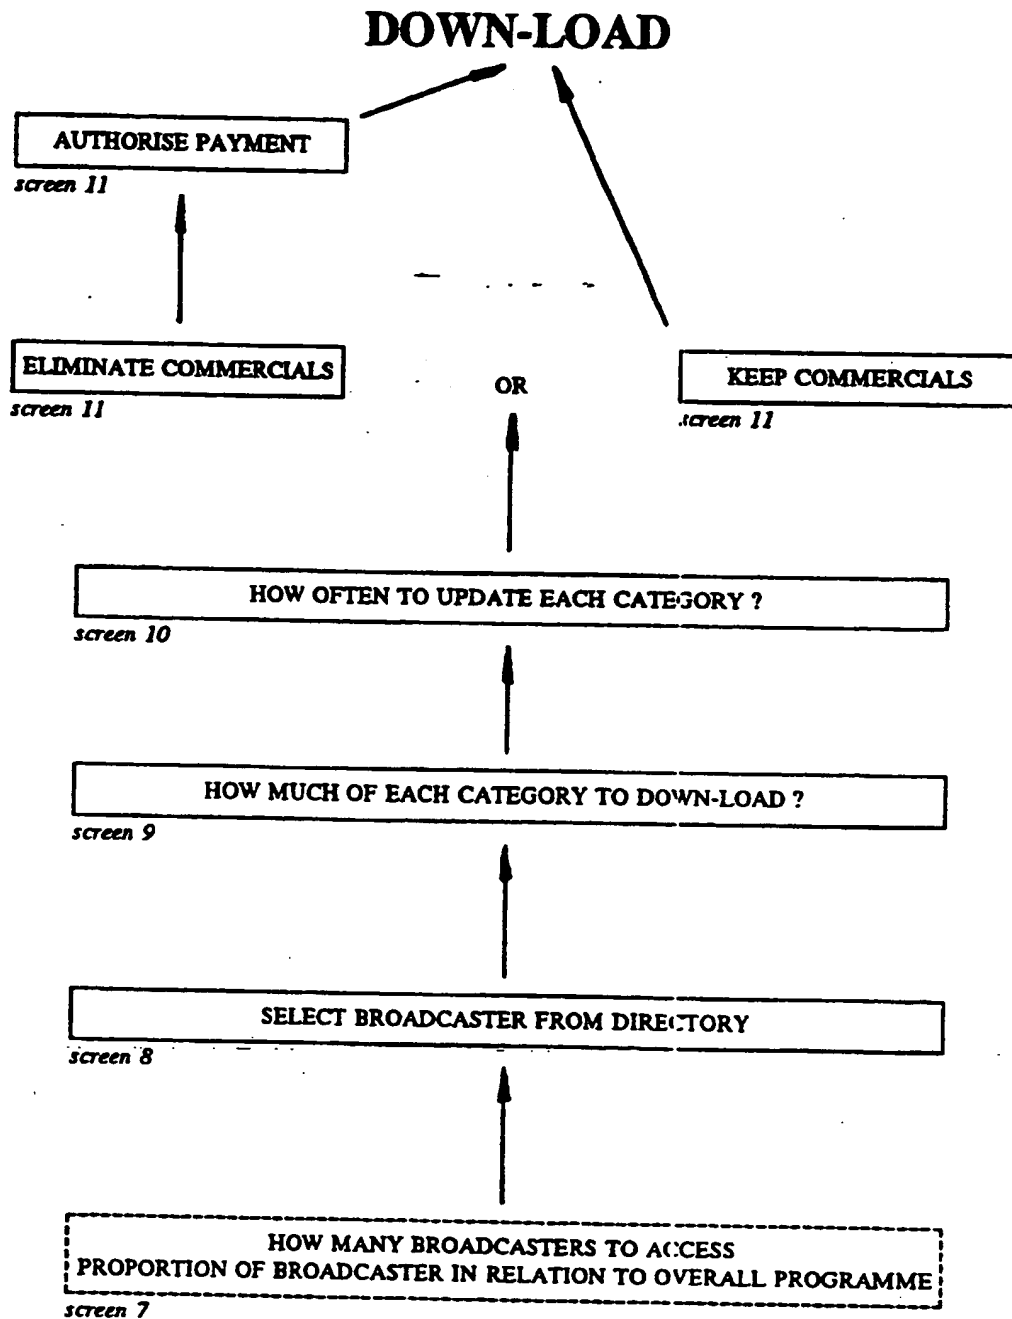 DOWN-LOAD
AUTHORISE PAYMENT
screen 11
ELIMINATE COMMERCIALS
screen 11
OR
KEEP COMMERCIALS
screen 11
HOW OFTEN TO UPDATE EACH CATEGORY ?
screen 10
HOW MUCH OF EACH CATEGORY TO DOWN-LOAD ?
screen 9
SELECT BROADCASTER FROM DIRECTORY
screen 8
HOW MANY BROADCASTERS TO ACCESS
PROPORTION OF BROADCASTER IN RELATION TO OVERALL PROGRAMME
screen 7